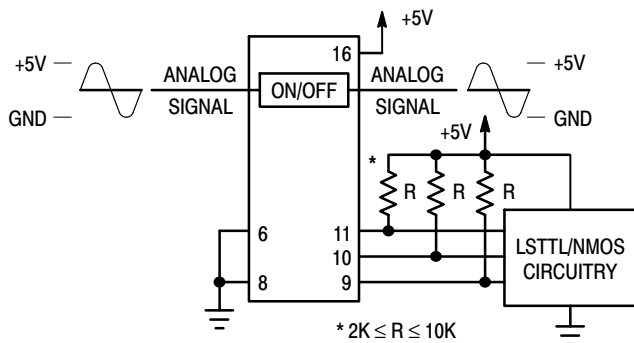 +5V
16
+5V
ANALOG
ANALOG
+5V
ON/OFF
GND
SIGNAL
SIGNAL
GND
+5V
*
R
R
R
6
11
LSTTL/NMOS
10
CIRCUITRY
8
9
* 2K ≤ R ≤ 10K